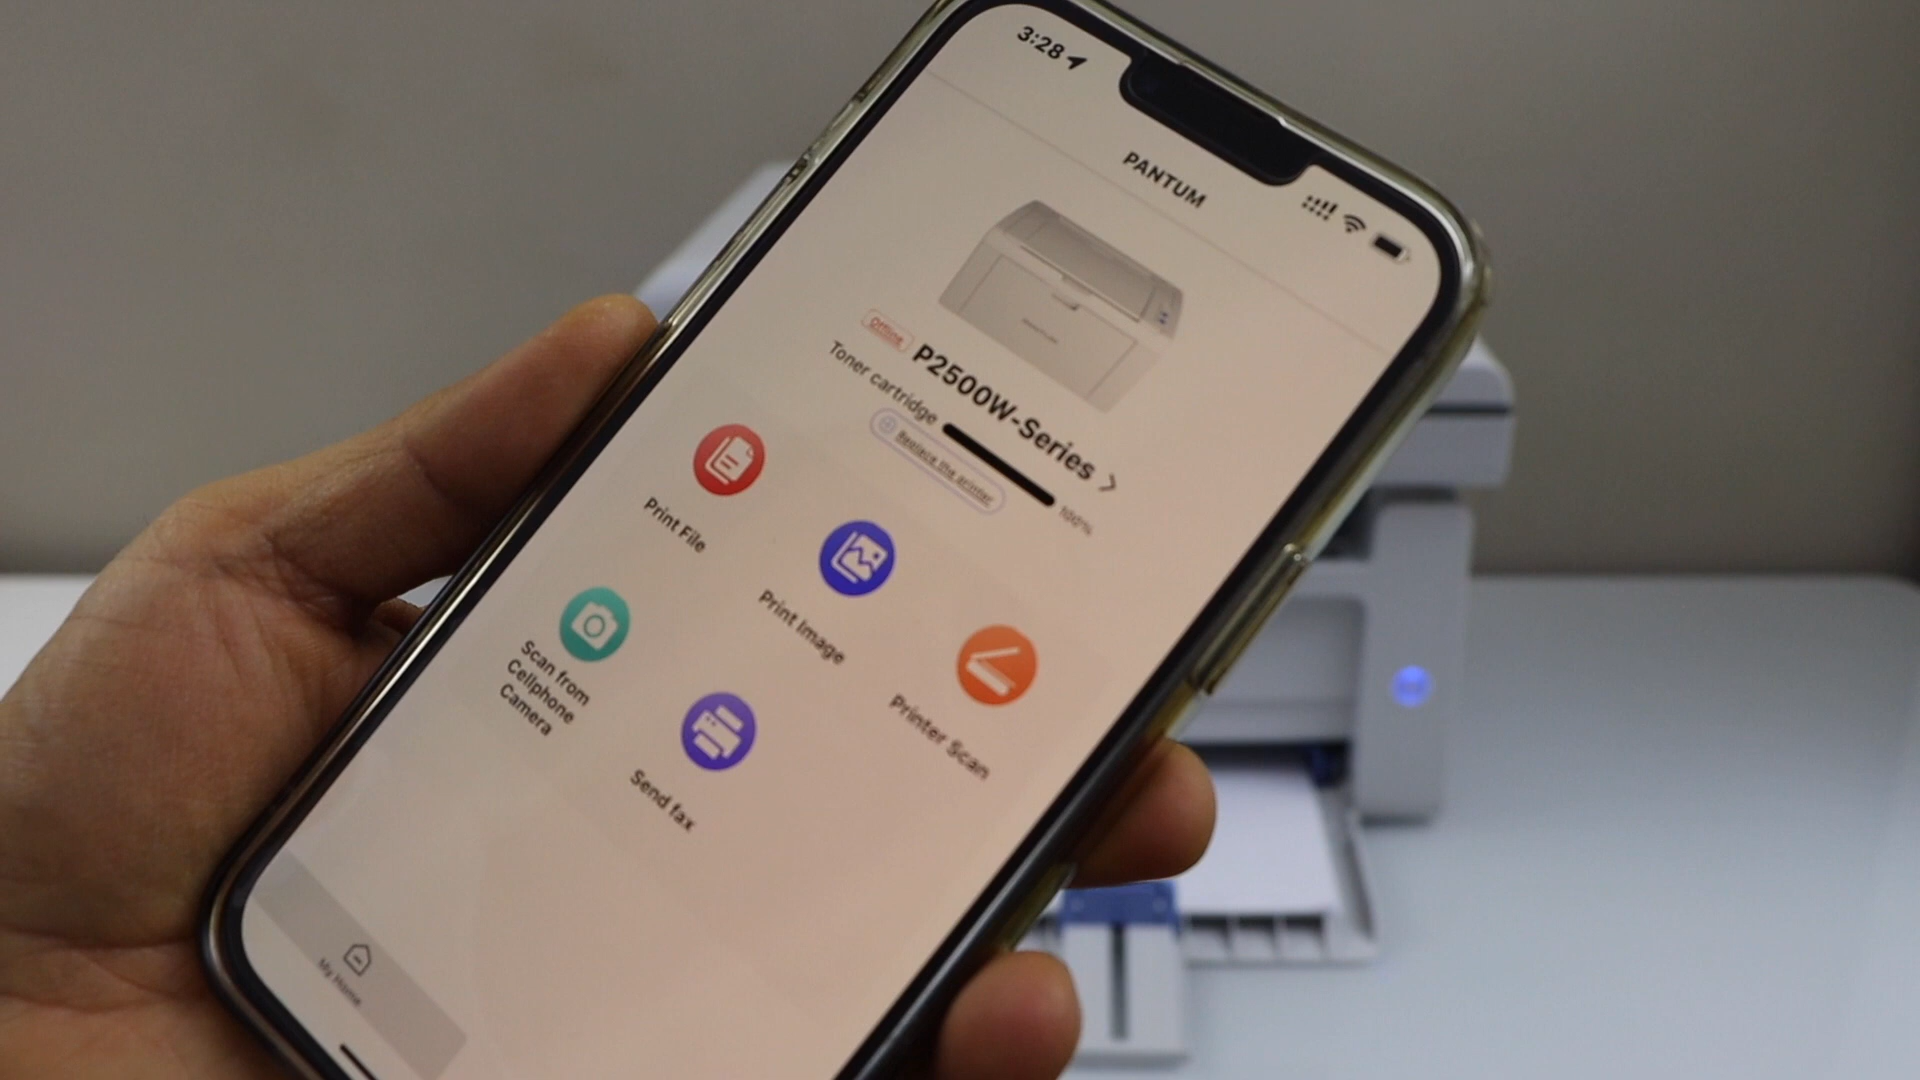 3:28
PANTUM
Offline
P2500W-Series
Toner cartridge
100%
Replace the printer
Print File
Print Image
Printer Scan
Scan from
Cellphone
Camera
Send fax
My Home